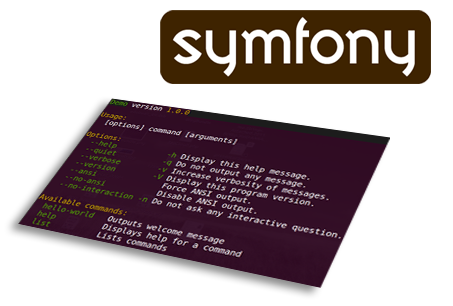 symfony
Demo version 1.0.0
Usage:
[options] command [arguments]
Options:
--help -h Display this help message.
--quiet -q Do not output any message.
--verbose -v Increase verbosity of messages.
--version -V Display this program version.
--ansi Force ANSI output.
--no-ansi Disable ANSI output.
--no-interaction -n Do not ask any interactive question.
Available commands:
hello-world Outputs welcome message
help Displays help for a command
list Lists commands